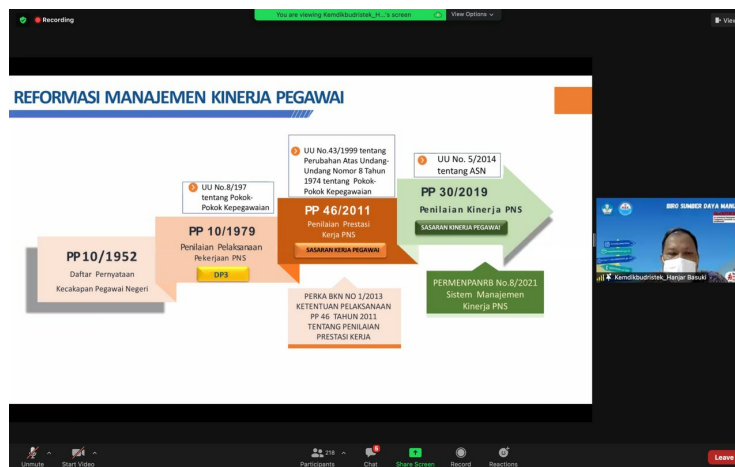 Recording
You are viewing Kemdikbudristek_H...'s screen
View Options
View
REFORMASI MANAJEMEN KINERJA PEGAWAI
PP10/1952
Daftar Pernyataan
Kecakapan Pegawai Negeri
UU No.8/197
tentang Pokok-
Pokok Kepegawaian
PP 10/1979
Penilaian Pelaksanaan
Pekerjaan PNS
DP3
UU No.43/1999 tentang
Perubahan Atas Undang-
Undang Nomor 8 Tahun
1974 tentang Pokok-
Pokok Kepegawaian
PP 46/2011
Penilaian Prestasi
Kerja PNS
SASARAN KERJA PEGAWAI
PERKA BKN NO 1/2013
KETENTUAN PELAKSANAAN
PP 46 TAHUN 2011
TENTANG PENILAIAN
PRESTASI KERJA
UU No. 5/2014
tentang ASN
PP 30/2019
Penilaian Kinerja PNS
SASARAN KINERJA PEGAWAI
PERMENPANRB No.8/2021
Sistem Manajemen
Kinerja PNS
BIRO SUMBER DAYA MANU
Kemdikbudristek_Hanjar Basuki
Unmute
Start Video
218
Participants
Chat
Share Screen
Record
Reactions
Leave